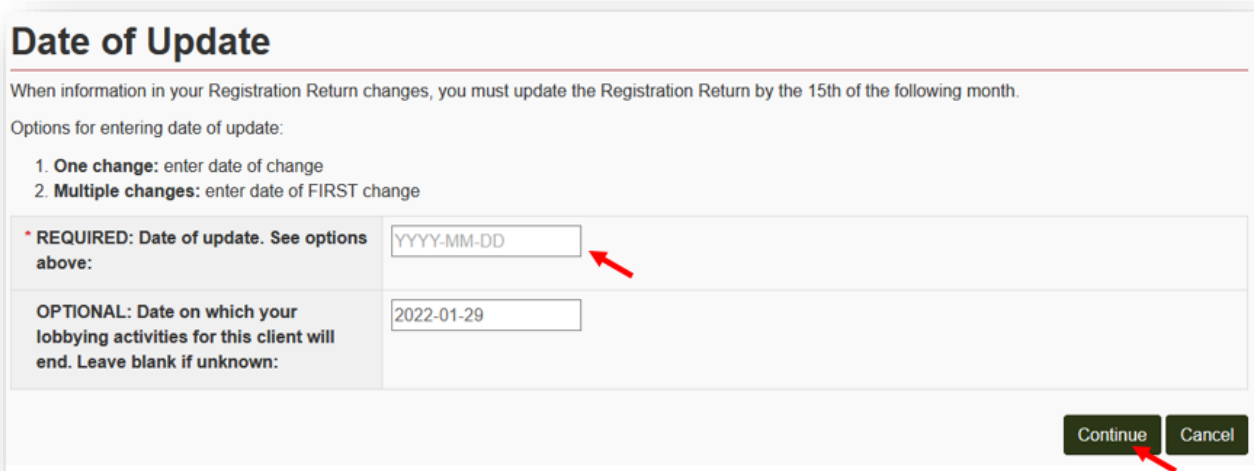 Date of Update
When information in your Registration Return changes, you must update the Registration Return by the 15th of the following month.
Options for entering date of update:
1. One change: enter date of change
2. Multiple changes: enter date of FIRST change
* REQUIRED: Date of update. See options
above:
YYYY-MM-DD
OPTIONAL: Date on which your
lobbying activities for this client will
end. Leave blank if unknown:
2022-01-29
Continue Cancel